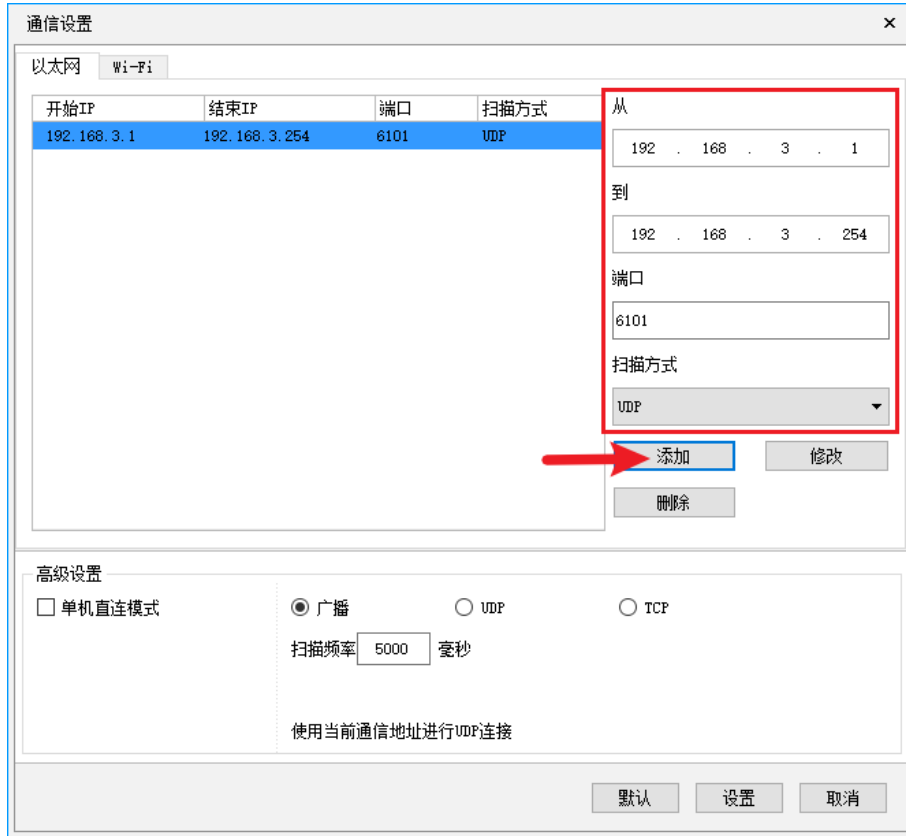 通信设置
以太网 Wi-Fi
开始IP 结束IP 端口 扫描方式
192.168.3.1 192.168.3.254 6101 UDP
从
192 . 168 . 3 . 1
到
192 . 168 . 3 . 254
端口
6101
扫描方式
UDP
添加 修改
删除
高级设置
单机直连模式 广播 UDP TCP
扫描频率 5000 毫秒
使用当前通信地址进行UDP连接
默认 设置 取消